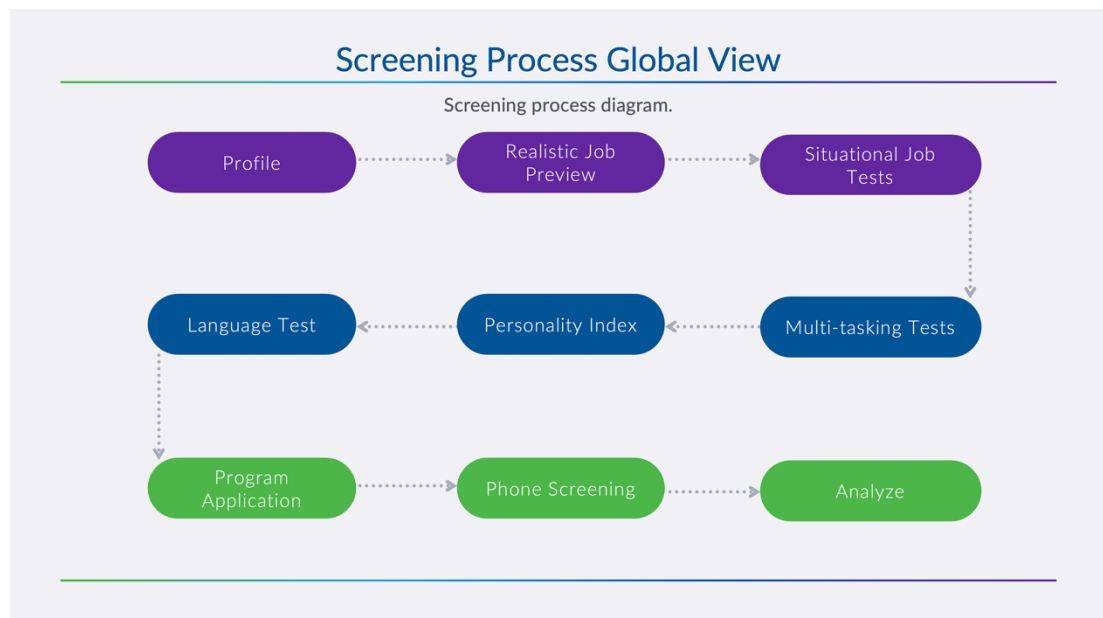 Screening Process Global View
Screening process diagram.
Profile
Realistic Job
Preview
Situational Job
Tests
Language Test
Personality Index
Multi-tasking Tests
Program
Application
Phone Screening
Analyze